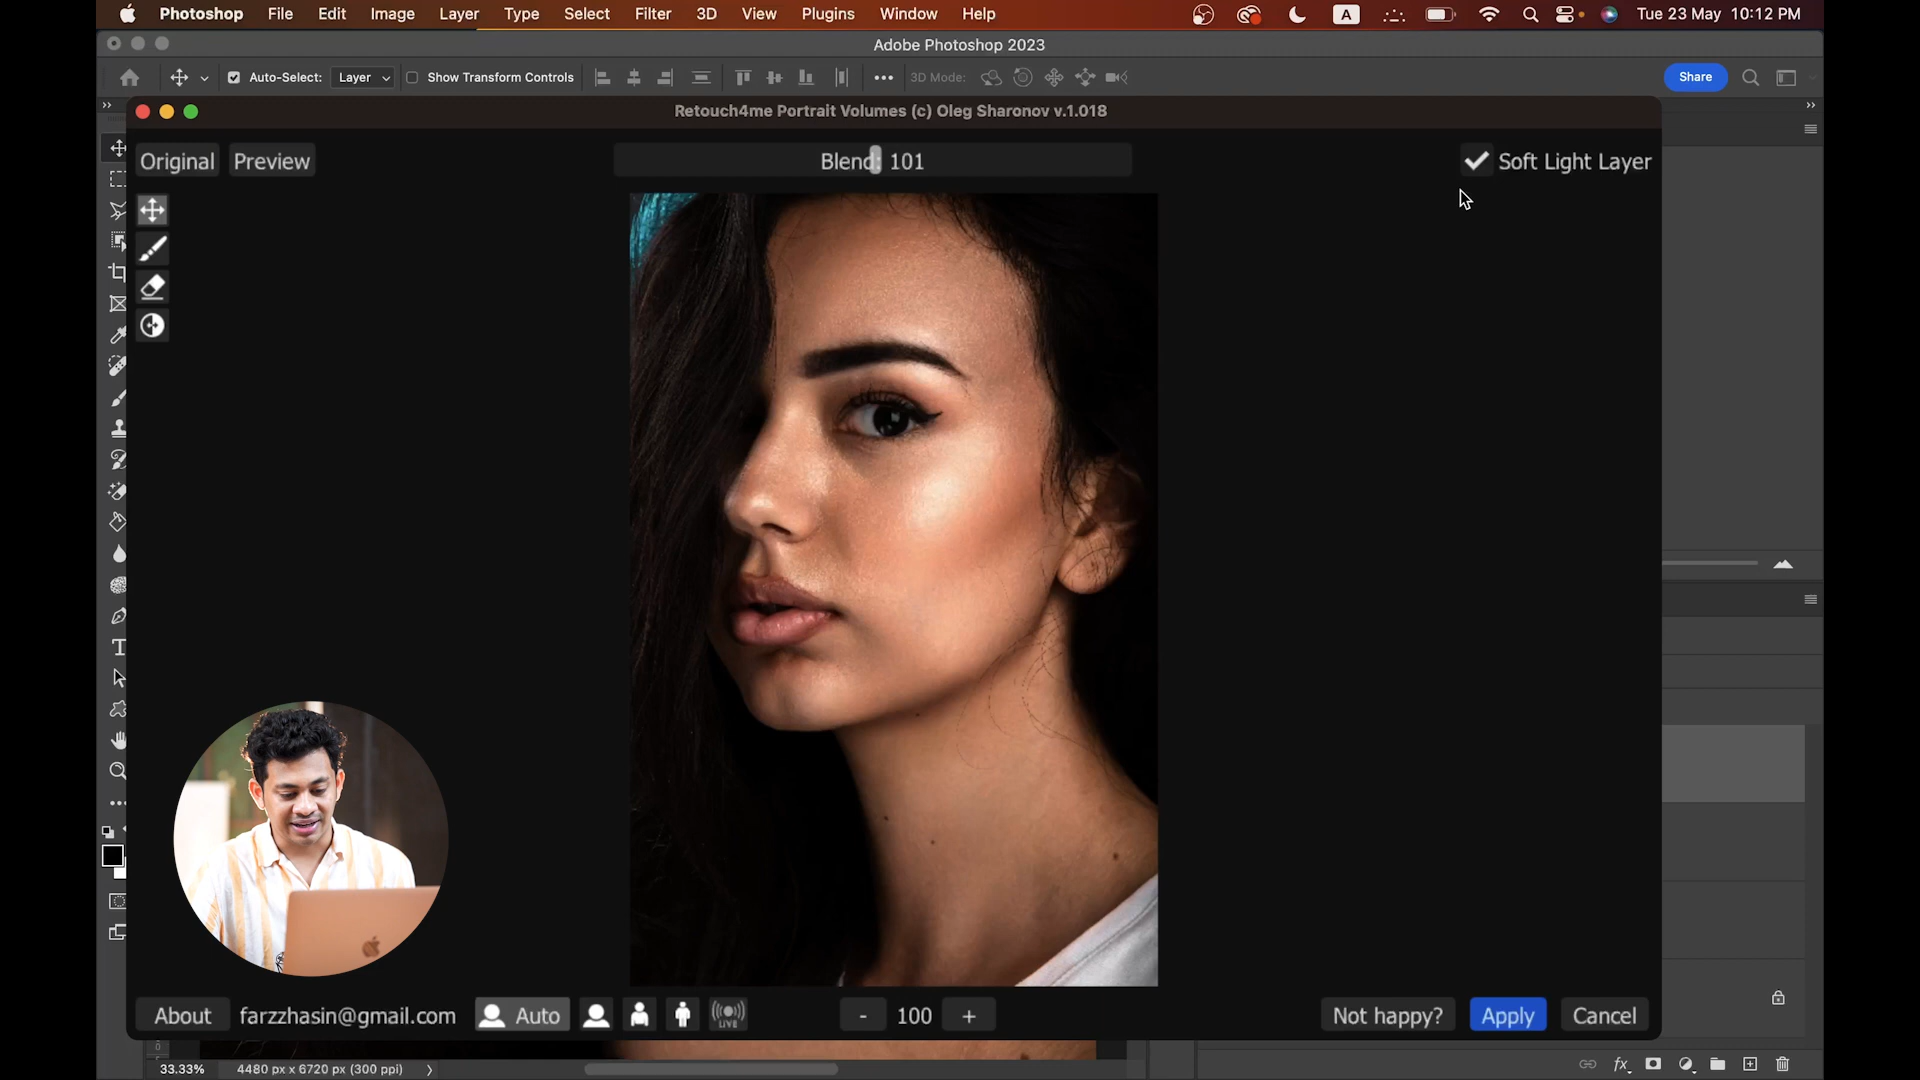 Photoshop File Edit Image Layer Type Select Filter 3D View Plugins Window Help A Tue 23 May 10:12 PM
Adobe Photoshop 2023
Auto-Select: Layer Show Transform Controls 3D Mode: Share
Retouch4me Portrait Volumes (c) Oleg Sharonov v.1.018
Original Preview Blend: 101 Soft Light Layer
About farzzhasin@gmail.com Auto LIVE - 100 + Not happy? Apply Cancel
33.33% 4480 px x 6720 px (300 ppi)
fx